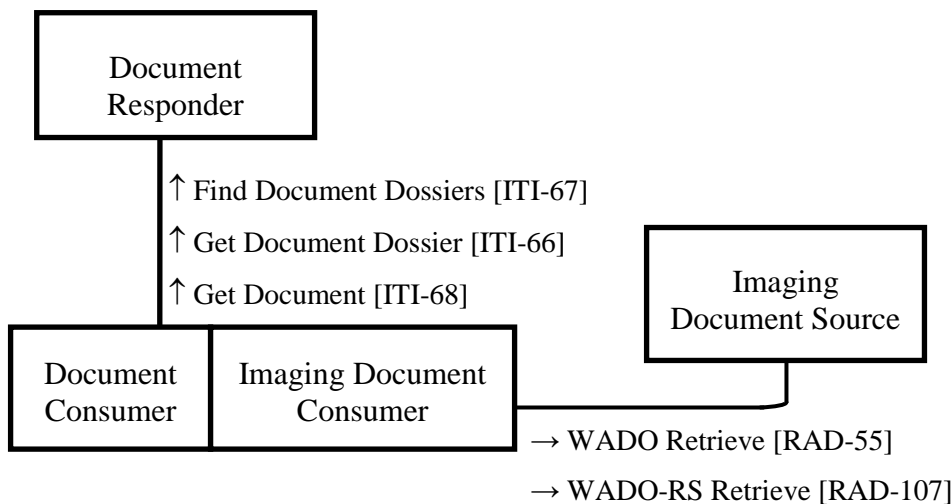 Document
Responder
↑ Find Document Dossiers [ITI-67]
↑ Get Document Dossier [ITI-66]
↑ Get Document [ITI-68]
Imaging
Document Source
Document
Consumer
Imaging Document
Consumer
→ WADO Retrieve [RAD-55]
→ WADO-RS Retrieve [RAD-107]